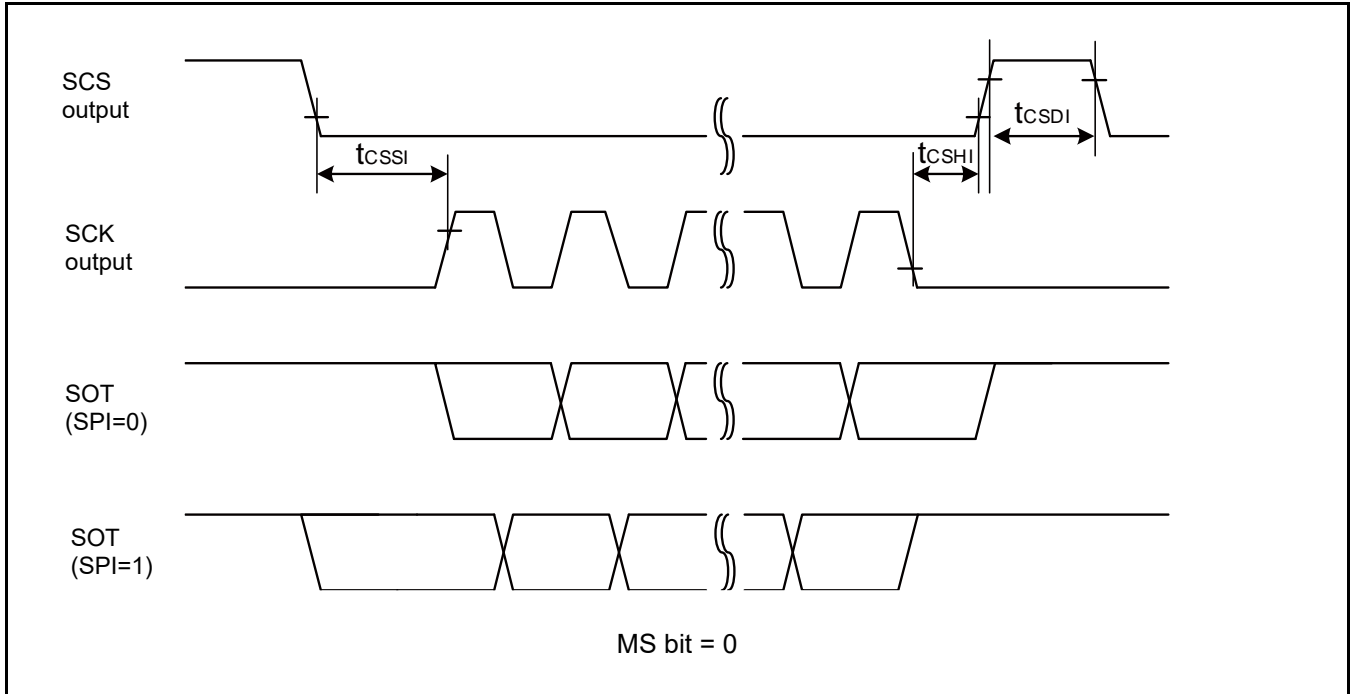 SCS
output
tCSDI
tCSSI
tCSHI
SCK
output
SOT
(SPI=0)
SOT
(SPI=1)
MS bit = 0